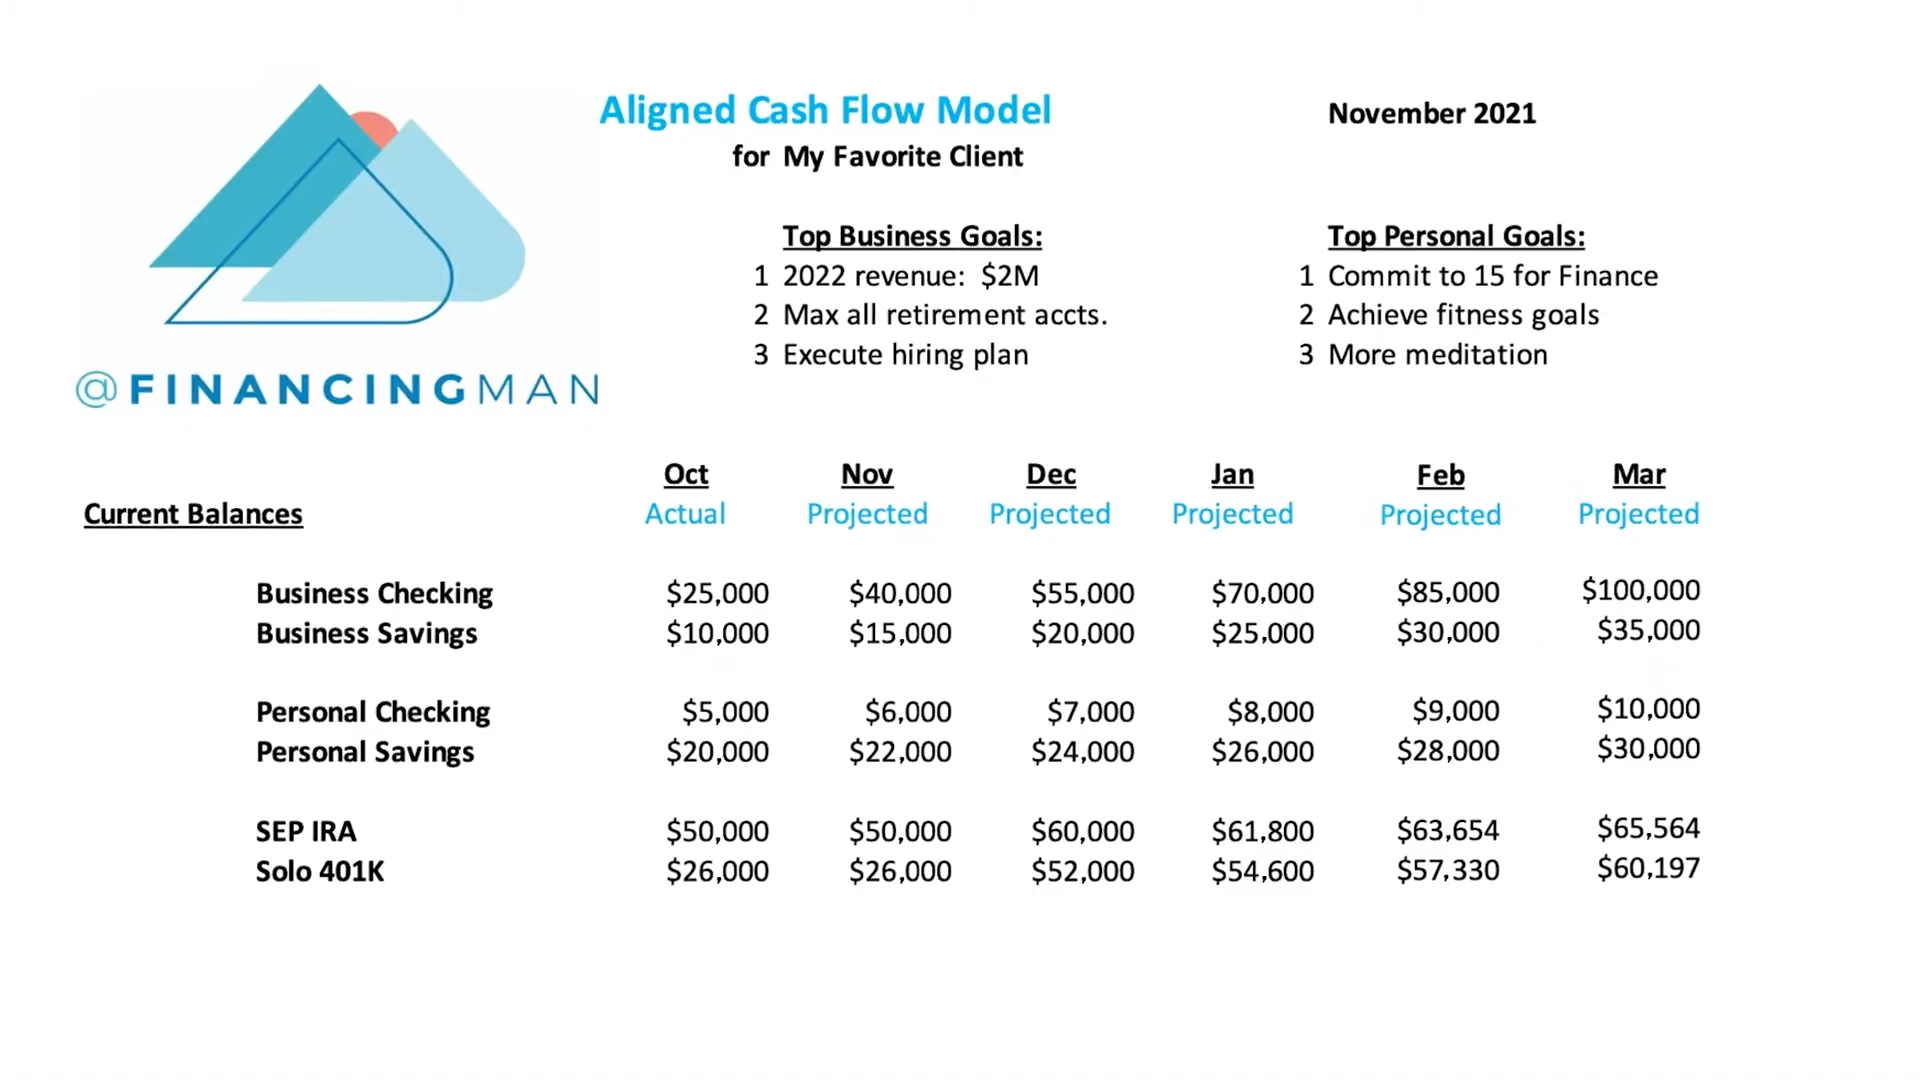 Aligned Cash Flow Model November 2021
for My Favorite Client
Top Business Goals: Top Personal Goals:
1 2022 revenue: $2M 1 Commit to 15 for Finance
2 Max all retirement accts. 2 Achieve fitness goals
3 Execute hiring plan 3 More meditation
@FINANCINGMAN
Oct Nov Dec Jan Feb Mar
Current Balances Actual Projected Projected Projected Projected Projected
Business Checking $25,000 $40,000 $55,000 $70,000 $85,000 $100,000
Business Savings $10,000 $15,000 $20,000 $25,000 $30,000 $35,000
Personal Checking $5,000 $6,000 $7,000 $8,000 $9,000 $10,000
Personal Savings $20,000 $22,000 $24,000 $26,000 $28,000 $30,000
SEP IRA $50,000 $50,000 $60,000 $61,800 $63,654 $65,564
Solo 401K $26,000 $26,000 $52,000 $54,600 $57,330 $60,197